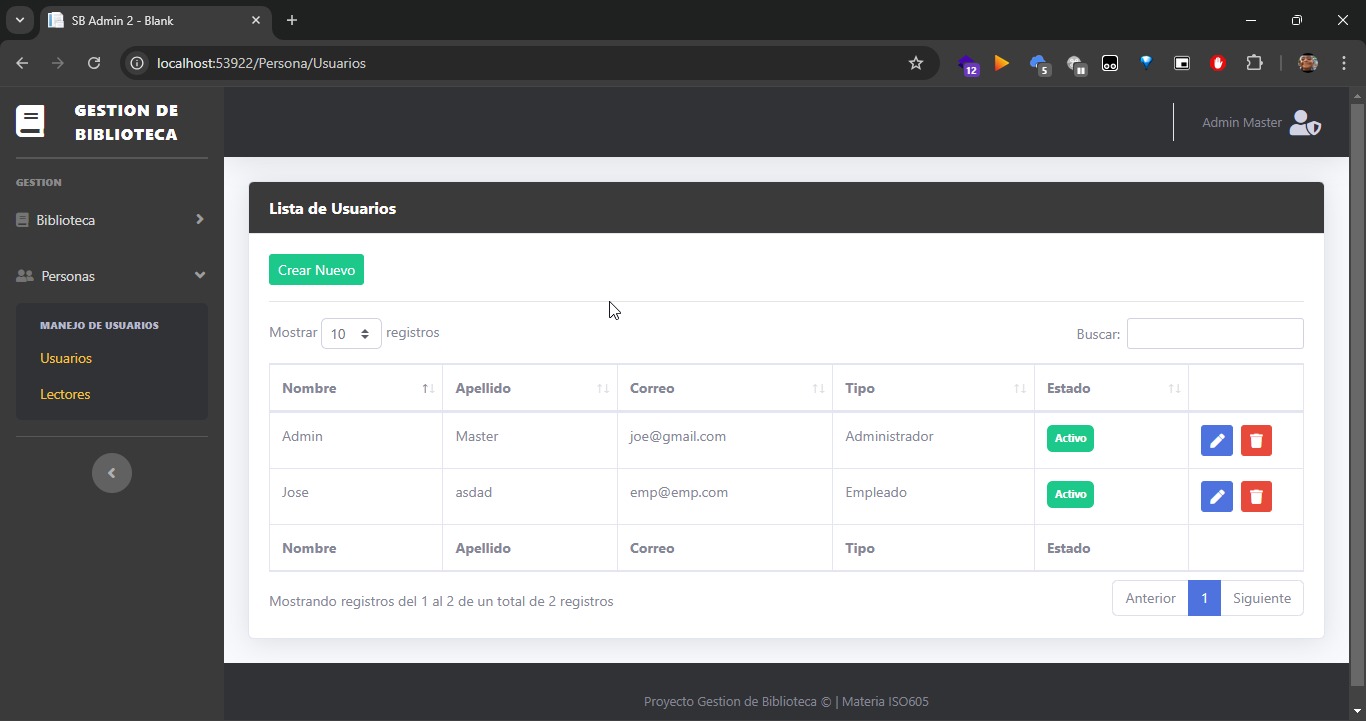 SB Admin 2 - Blank
localhost:53922/Persona/Usuarios
12
5
GESTION DE
BIBLIOTECA
Admin Master
GESTION
Biblioteca
Personas
MANEJO DE USUARIOS
Usuarios
Lectores
Lista de Usuarios
Crear Nuevo
Mostrar 10 registros
Buscar:
Nombre Apellido Correo Tipo Estado
Admin Master joe@gmail.com Administrador Activo
Jose asdad emp@emp.com Empleado Activo
Nombre Apellido Correo Tipo Estado
Mostrando registros del 1 al 2 de un total de 2 registros
Anterior 1 Siguiente
Proyecto Gestion de Biblioteca © | Materia ISO605